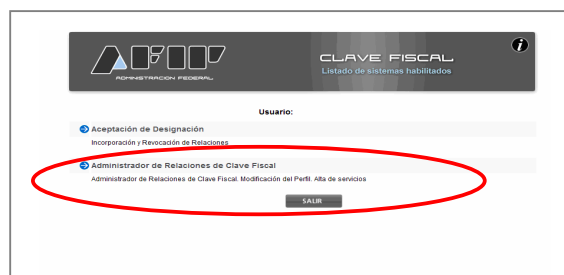 AFIP
ADMINISTRACION FEDERAL
CLAVE FISCAL
Listado de sistemas habilitados
i
Usuario:
Aceptación de Designación
Incorporación y Revocación de Relaciones
Administrador de Relaciones de Clave Fiscal
Administrador de Relaciones de Clave Fiscal. Modificación del Perfil. Alta de servicios
SALIR